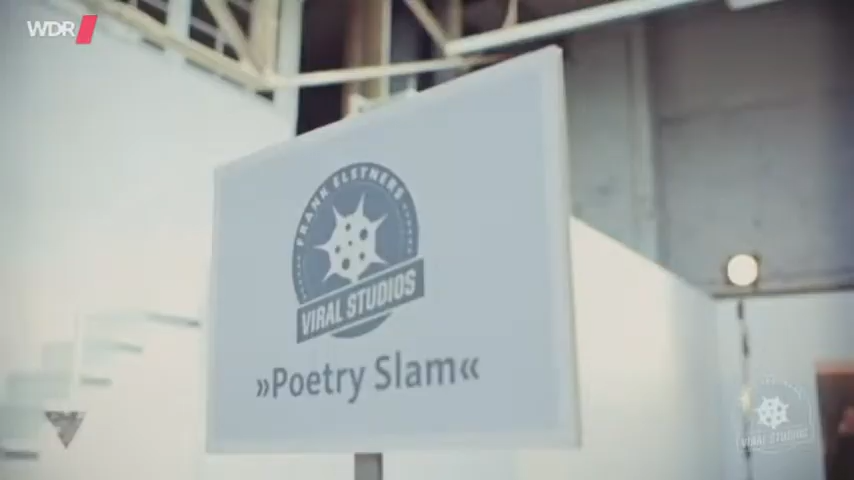 WDR
FRANK ELSTNERS
VIRAL STUDIOS
»Poetry Slam«
VIRAL STUDIOS